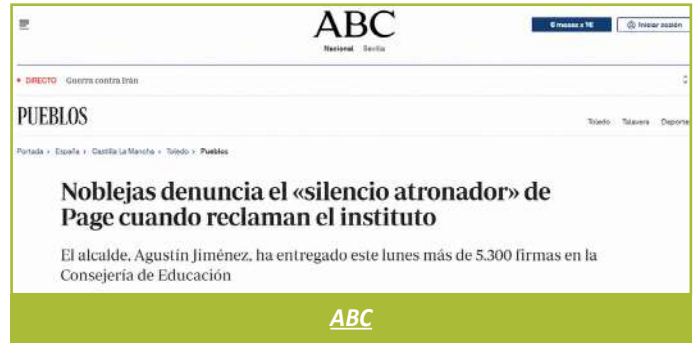 ABC
6 meses x 1€
Iniciar sesión
Nacional Sevilla
DIRECTO Guerra contra Irán
PUEBLOS
Toledo Talavera Deporte
Portada › España › Castilla La Mancha › Toledo › Pueblos
Noblejas denuncia el «silencio atronador» de
Page cuando reclaman el instituto
El alcalde, Agustín Jiménez, ha entregado este lunes más de 5.300 firmas en la
Consejería de Educación
ABC